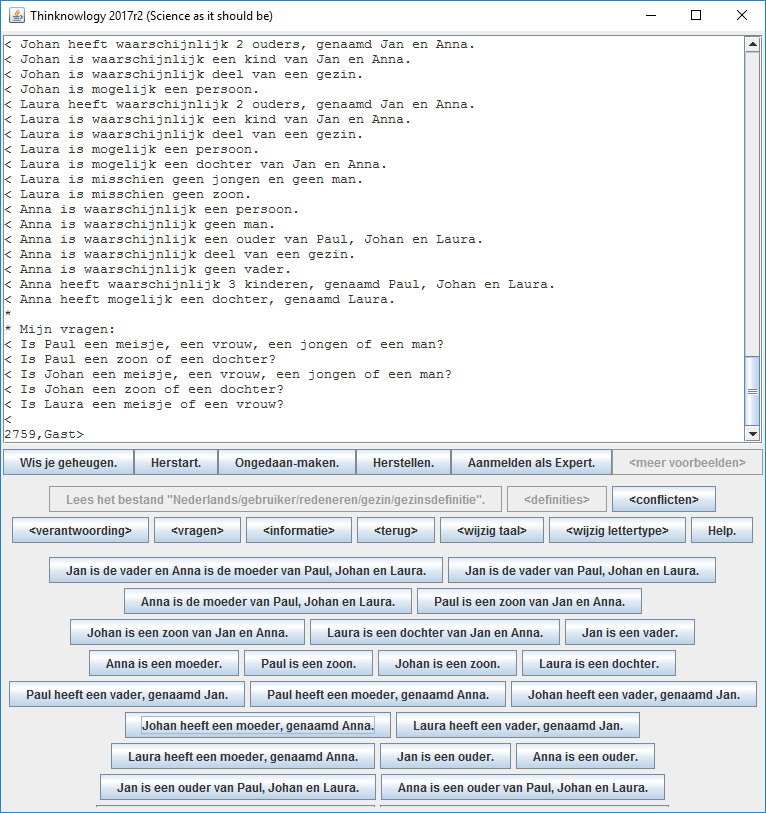 Thinknowlogy 2017r2 (Science as it should be)
< Johan heeft waarschijnlijk 2 ouders, genaamd Jan en Anna.
< Johan is waarschijnlijk een kind van Jan en Anna.
< Johan is waarschijnlijk deel van een gezin.
< Johan is mogelijk een persoon.
< Laura heeft waarschijnlijk 2 ouders, genaamd Jan en Anna.
< Laura is waarschijnlijk een kind van Jan en Anna.
< Laura is waarschijnlijk deel van een gezin.
< Laura is mogelijk een persoon.
< Laura is mogelijk een dochter van Jan en Anna.
< Laura is misschien geen jongen en geen man.
< Laura is misschien geen zoon.
< Anna is waarschijnlijk een persoon.
< Anna is waarschijnlijk geen man.
< Anna is waarschijnlijk een ouder van Paul, Johan en Laura.
< Anna is waarschijnlijk deel van een gezin.
< Anna is waarschijnlijk geen vader.
< Anna heeft waarschijnlijk 3 kinderen, genaamd Paul, Johan en Laura.
< Anna heeft mogelijk een dochter, genaamd Laura.
*
* Mijn vragen:
< Is Paul een meisje, een vrouw, een jongen of een man?
< Is Paul een zoon of een dochter?
< Is Johan een meisje, een vrouw, een jongen of een man?
< Is Johan een zoon of een dochter?
< Is Laura een meisje of een vrouw?
<
2759,Gast>
Wis je geheugen. Herstart. Ongedaan-maken. Herstellen. Aanmelden als Expert. <meer voorbeelden>
Lees het bestand "Nederlands/gebruiker/redeneren/gezin/gezinsdefinitie". <definities> <conflicten>
<verantwoording> <vragen> <informatie> <terug> <wijzig taal> <wijzig lettertype> Help.
Jan is de vader en Anna is de moeder van Paul, Johan en Laura. Jan is de vader van Paul, Johan en Laura.
Anna is de moeder van Paul, Johan en Laura. Paul is een zoon van Jan en Anna.
Johan is een zoon van Jan en Anna. Laura is een dochter van Jan en Anna. Jan is een vader.
Anna is een moeder. Paul is een zoon. Johan is een zoon. Laura is een dochter.
Paul heeft een vader, genaamd Jan. Paul heeft een moeder, genaamd Anna. Johan heeft een vader, genaamd Jan.
Johan heeft een moeder, genaamd Anna. Laura heeft een vader, genaamd Jan.
Laura heeft een moeder, genaamd Anna. Jan is een ouder. Anna is een ouder.
Jan is een ouder van Paul, Johan en Laura. Anna is een ouder van Paul, Johan en Laura.